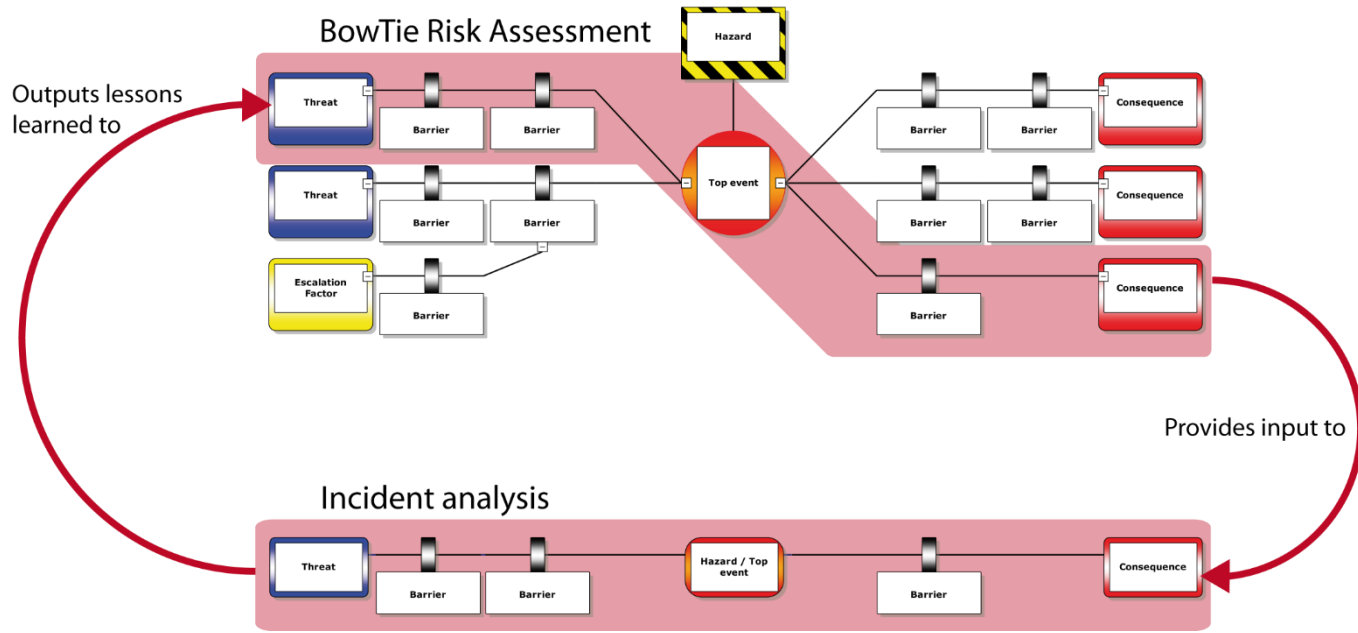 BowTie Risk Assessment
Hazard
Outputs lessons
learned to
Threat
Barrier
Barrier
Top event
Barrier
Barrier
Consequence
Threat
Barrier
Barrier
Barrier
Barrier
Consequence
Escalation
Factor
Barrier
Barrier
Consequence
Provides input to
Incident analysis
Threat
Barrier
Barrier
Hazard / Top
event
Barrier
Consequence